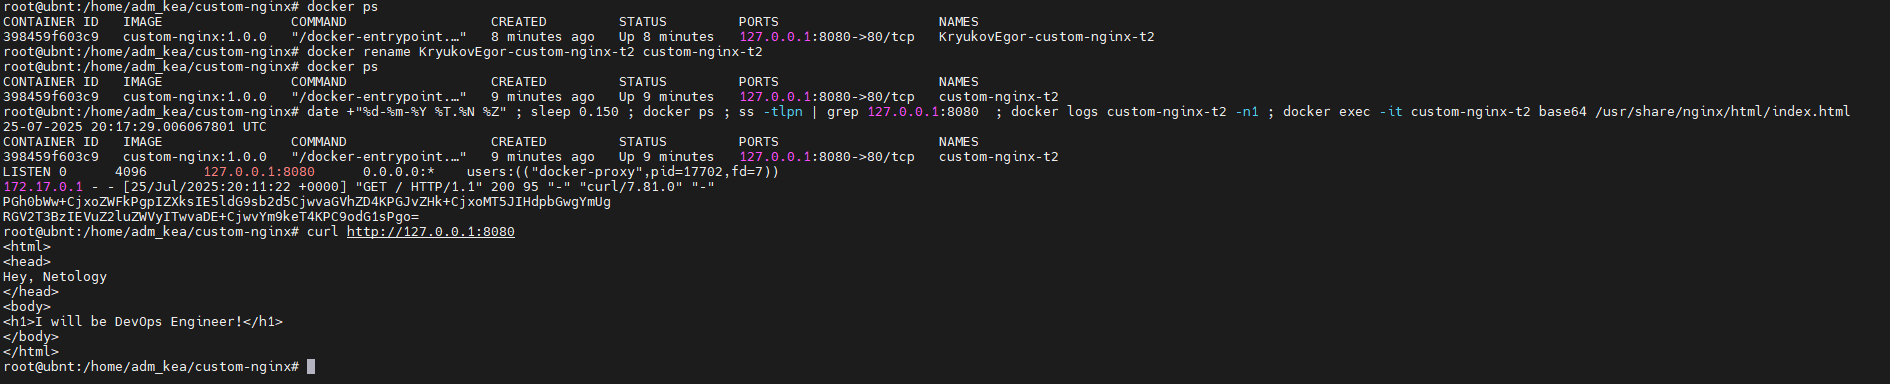 root@ubnt:/home/adm_kea/custom-nginx# docker ps
CONTAINER ID   IMAGE                COMMAND                  CREATED         STATUS         PORTS                    NAMES
398459f603c9   custom-nginx:1.0.0   "/docker-entrypoint.…"   8 minutes ago   Up 8 minutes   127.0.0.1:8080->80/tcp   KryukovEgor-custom-nginx-t2
root@ubnt:/home/adm_kea/custom-nginx# docker rename KryukovEgor-custom-nginx-t2 custom-nginx-t2
root@ubnt:/home/adm_kea/custom-nginx# docker ps
CONTAINER ID   IMAGE                COMMAND                  CREATED         STATUS         PORTS                    NAMES
398459f603c9   custom-nginx:1.0.0   "/docker-entrypoint.…"   9 minutes ago   Up 9 minutes   127.0.0.1:8080->80/tcp   custom-nginx-t2
root@ubnt:/home/adm_kea/custom-nginx# date +"%d-%m-%Y %T.%N %Z" ; sleep 0.150 ; docker ps ; ss -tlpn | grep 127.0.0.1:8080  ; docker logs custom-nginx-t2 -n1 ; docker exec -it custom-nginx-t2 base64 /usr/share/nginx/html/index.html
25-07-2025 20:17:29.006067801 UTC
CONTAINER ID   IMAGE                COMMAND                  CREATED         STATUS         PORTS                    NAMES
398459f603c9   custom-nginx:1.0.0   "/docker-entrypoint.…"   9 minutes ago   Up 9 minutes   127.0.0.1:8080->80/tcp   custom-nginx-t2
LISTEN 0      4096       127.0.0.1:8080      0.0.0.0:*    users:(("docker-proxy",pid=17702,fd=7))
172.17.0.1 - - [25/Jul/2025:20:11:22 +0000] "GET / HTTP/1.1" 200 95 "-" "curl/7.81.0" "-"
PGh0bWw+CjxoZWFkPgpIZXksIE5ldG9sb2d5CjwvaGVhZD4KPGJvZHk+CjxoMT5JIHdpbGwgYmUg
RGV2T3BzIEVuZ2luZWVyITwvaDE+CjwvYm9keT4KPC9odG1sPgo=
root@ubnt:/home/adm_kea/custom-nginx# curl http://127.0.0.1:8080
<html>
<head>
Hey, Netology
</head>
<body>
<h1>I will be DevOps Engineer!</h1>
</body>
</html>
root@ubnt:/home/adm_kea/custom-nginx#